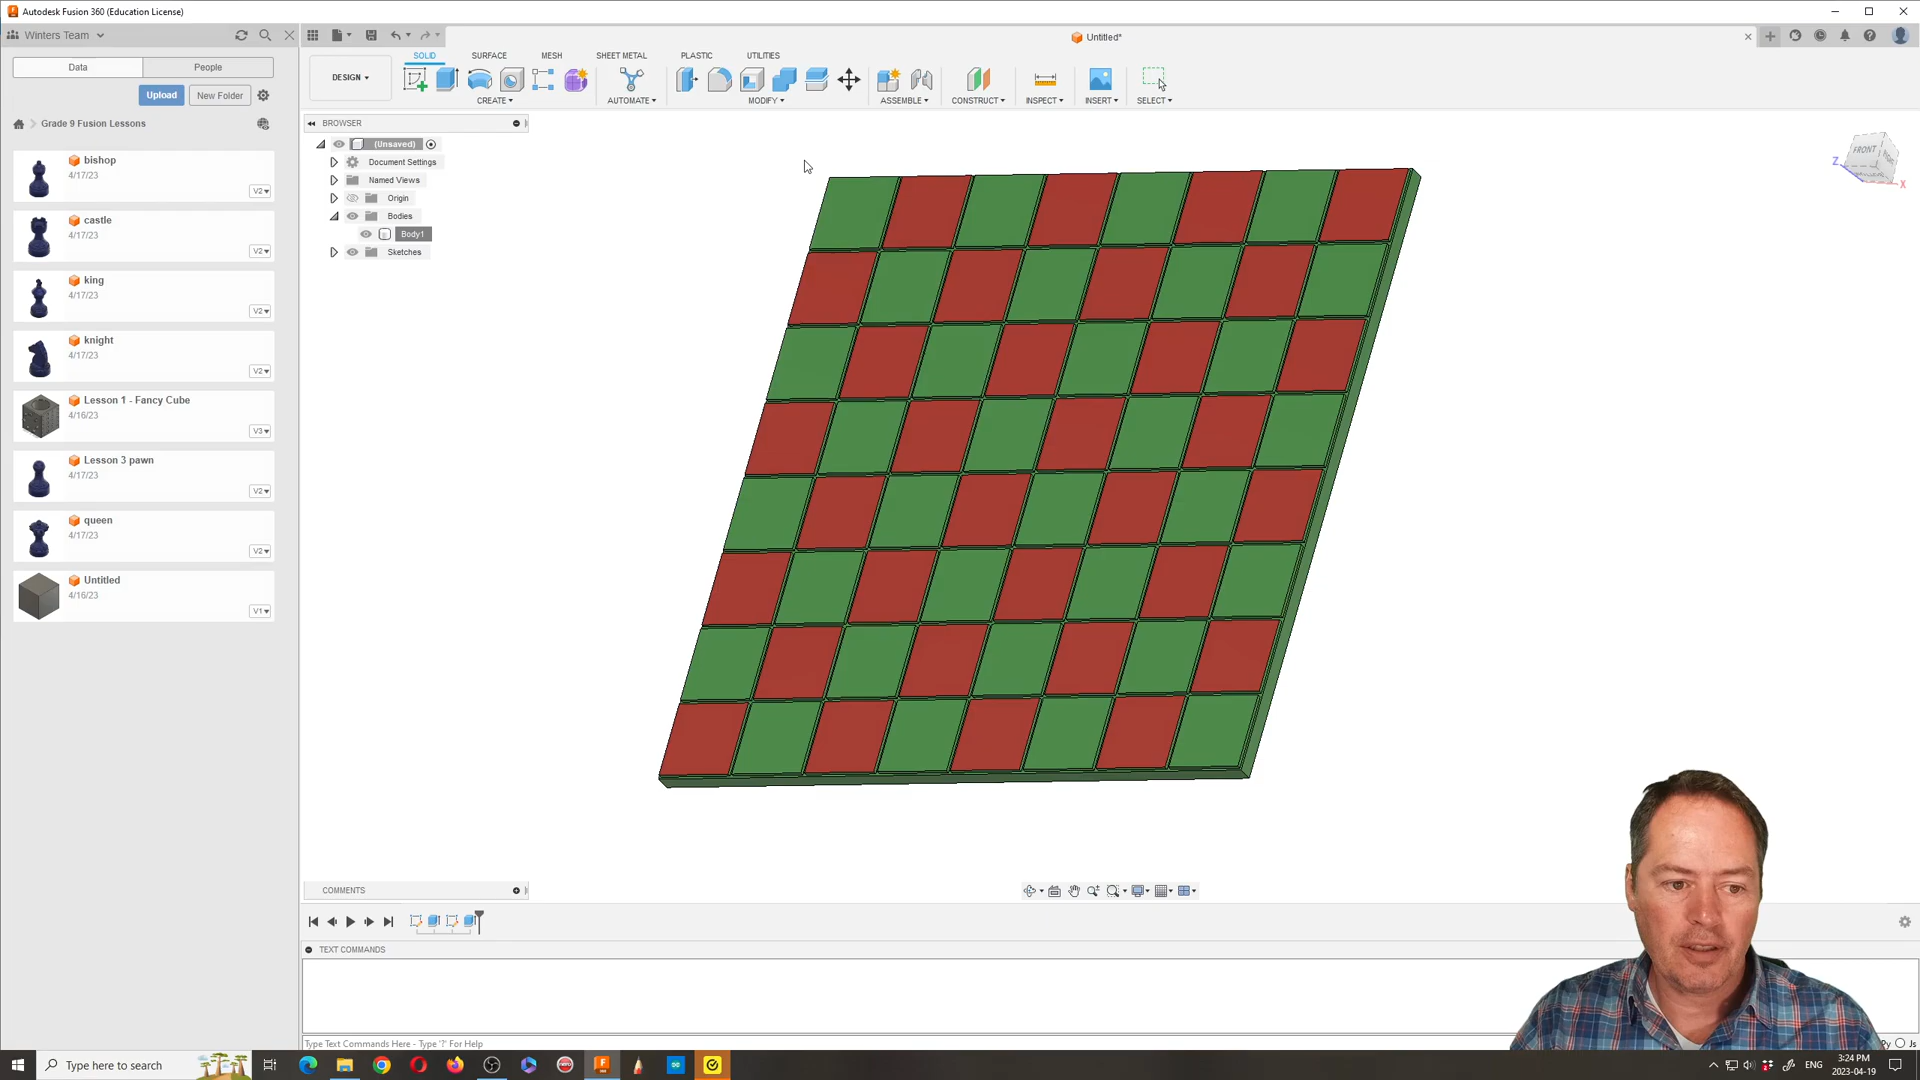 Autodesk Fusion 360 (Education License)
Winters Team
Untitled*
Data
People
Upload
New Folder
Grade 9 Fusion Lessons
bishop
4/17/23
V2
castle
4/17/23
V2
king
4/17/23
V2
knight
4/17/23
V2
Lesson 1 - Fancy Cube
4/16/23
V3
Lesson 3 pawn
4/17/23
V2
queen
4/17/23
V2
Untitled
4/16/23
V1
DESIGN
SOLID
SURFACE
MESH
SHEET METAL
PLASTIC
UTILITIES
CREATE
AUTOMATE
MODIFY
ASSEMBLE
CONSTRUCT
INSPECT
INSERT
SELECT
BROWSER
(Unsaved)
Document Settings
Named Views
Origin
Bodies
Body1
Sketches
FRONT
Z
X
COMMENTS
TEXT COMMANDS
Type Text Commands Here - Type '?' For Help
Py
Js
Type here to search
ENG
3:24 PM
2023-04-19